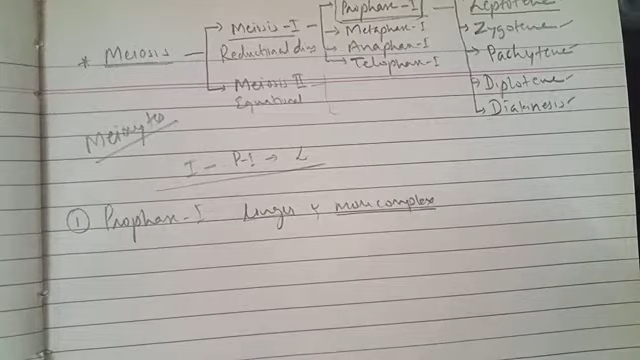 * Meiosis → Meiosis-I → Prophase-I → Leptotene
Reductional div → Metaphase-I → Zygotene
→ Anaphase-I → Pachytene
→ Telophase-I
→ Meiosis II → Diplotene
Equational → Diakinesis
Meiocytes
I - P-I → L
① Prophase-I longer & more complex